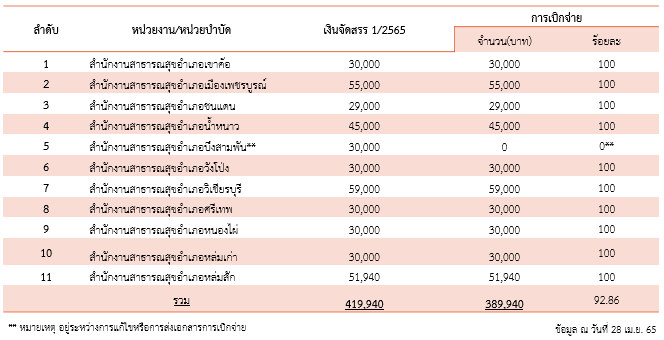 ลำดับ หน่วยงาน/หน่วยบำบัด เงินจัดสรร 1/2565 การเบิกจ่าย
จำนวน(บาท) ร้อยละ
1 สำนักงานสาธารณสุขอำเภอเขาค้อ 30,000 30,000 100
2 สำนักงานสาธารณสุขอำเภอเมืองเพชรบูรณ์ 55,000 55,000 100
3 สำนักงานสาธารณสุขอำเภอชนแดน 29,000 29,000 100
4 สำนักงานสาธารณสุขอำเภอน้ำหนาว 45,000 45,000 100
5 สำนักงานสาธารณสุขอำเภอบึงสามพัน** 30,000 0 0**
6 สำนักงานสาธารณสุขอำเภอวังโป่ง 30,000 30,000 100
7 สำนักงานสาธารณสุขอำเภอวิเชียรบุรี 59,000 59,000 100
8 สำนักงานสาธารณสุขอำเภอศรีเทพ 30,000 30,000 100
9 สำนักงานสาธารณสุขอำเภอหนองไผ่ 30,000 30,000 100
10 สำนักงานสาธารณสุขอำเภอหล่มเก่า 30,000 30,000 100
11 สำนักงานสาธารณสุขอำเภอหล่มสัก 51,940 51,940 100
รวม 419,940 389,940 92.86
** หมายเหตุ อยู่ระหว่างการแก้ไขหรือการส่งเอกสารการเบิกจ่าย ข้อมูล ณ วันที่ 28 เม.ย. 65